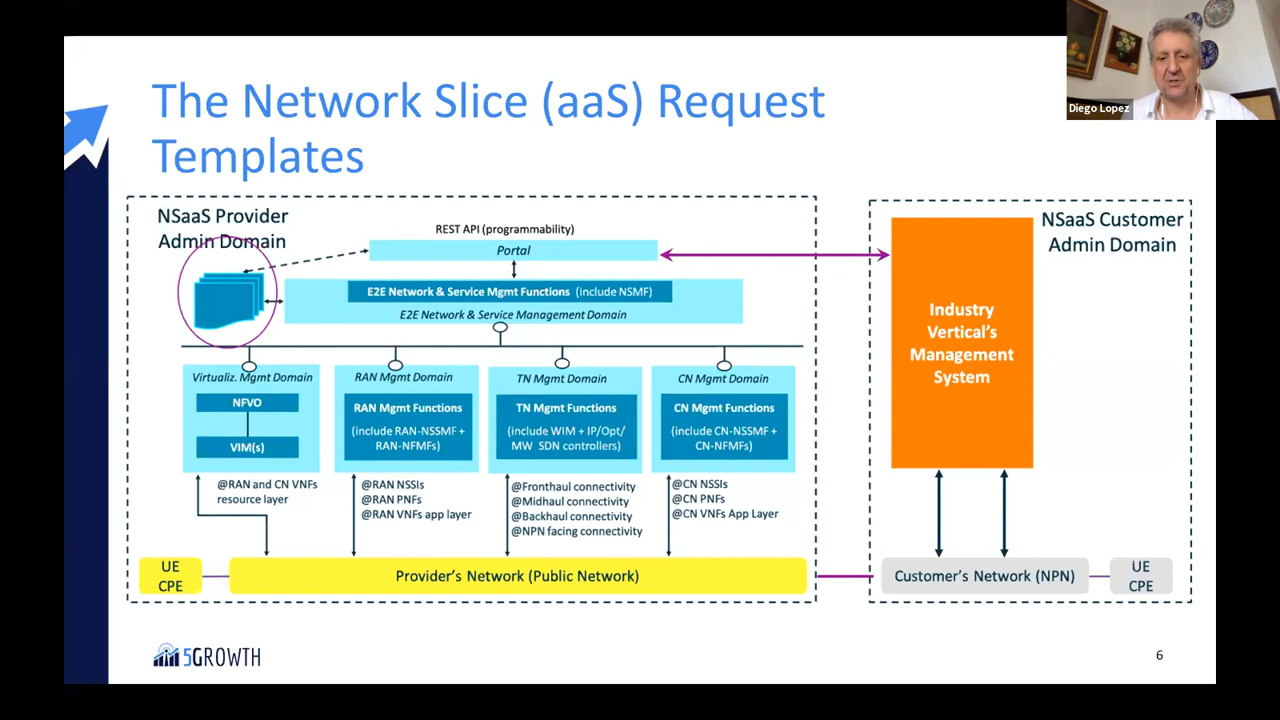 Diego Lopez
The Network Slice (aaS) Request
Templates
NSaaS Provider
Admin Domain
REST API (programmability)
Portal
E2E Network & Service Mgmt Functions (include NSMF)
E2E Network & Service Management Domain
Virtualiz. Mgmt Domain
NFVO
VIM(s)
RAN Mgmt Domain
RAN Mgmt Functions
(include RAN-NSSMF +
RAN-NFMFs)
TN Mgmt Domain
TN Mgmt Functions
(include WIM + IP/Opt/
MW SDN controllers)
CN Mgmt Domain
CN Mgmt Functions
(include CN-NSSMF +
CN-NFMFs)
@RAN and CN VNFs
resource layer
@RAN NSSIs
@RAN PNFs
@RAN VNFs app layer
@Fronthaul connectivity
@Midhaul connectivity
@Backhaul connectivity
@NPN facing connectivity
@CN NSSIs
@CN PNFs
@CN VNFs App Layer
UE
CPE
Provider's Network (Public Network)
NSaaS Customer
Admin Domain
Industry
Vertical's
Management
System
Customer's Network (NPN)
UE
CPE
5GROWTH
6